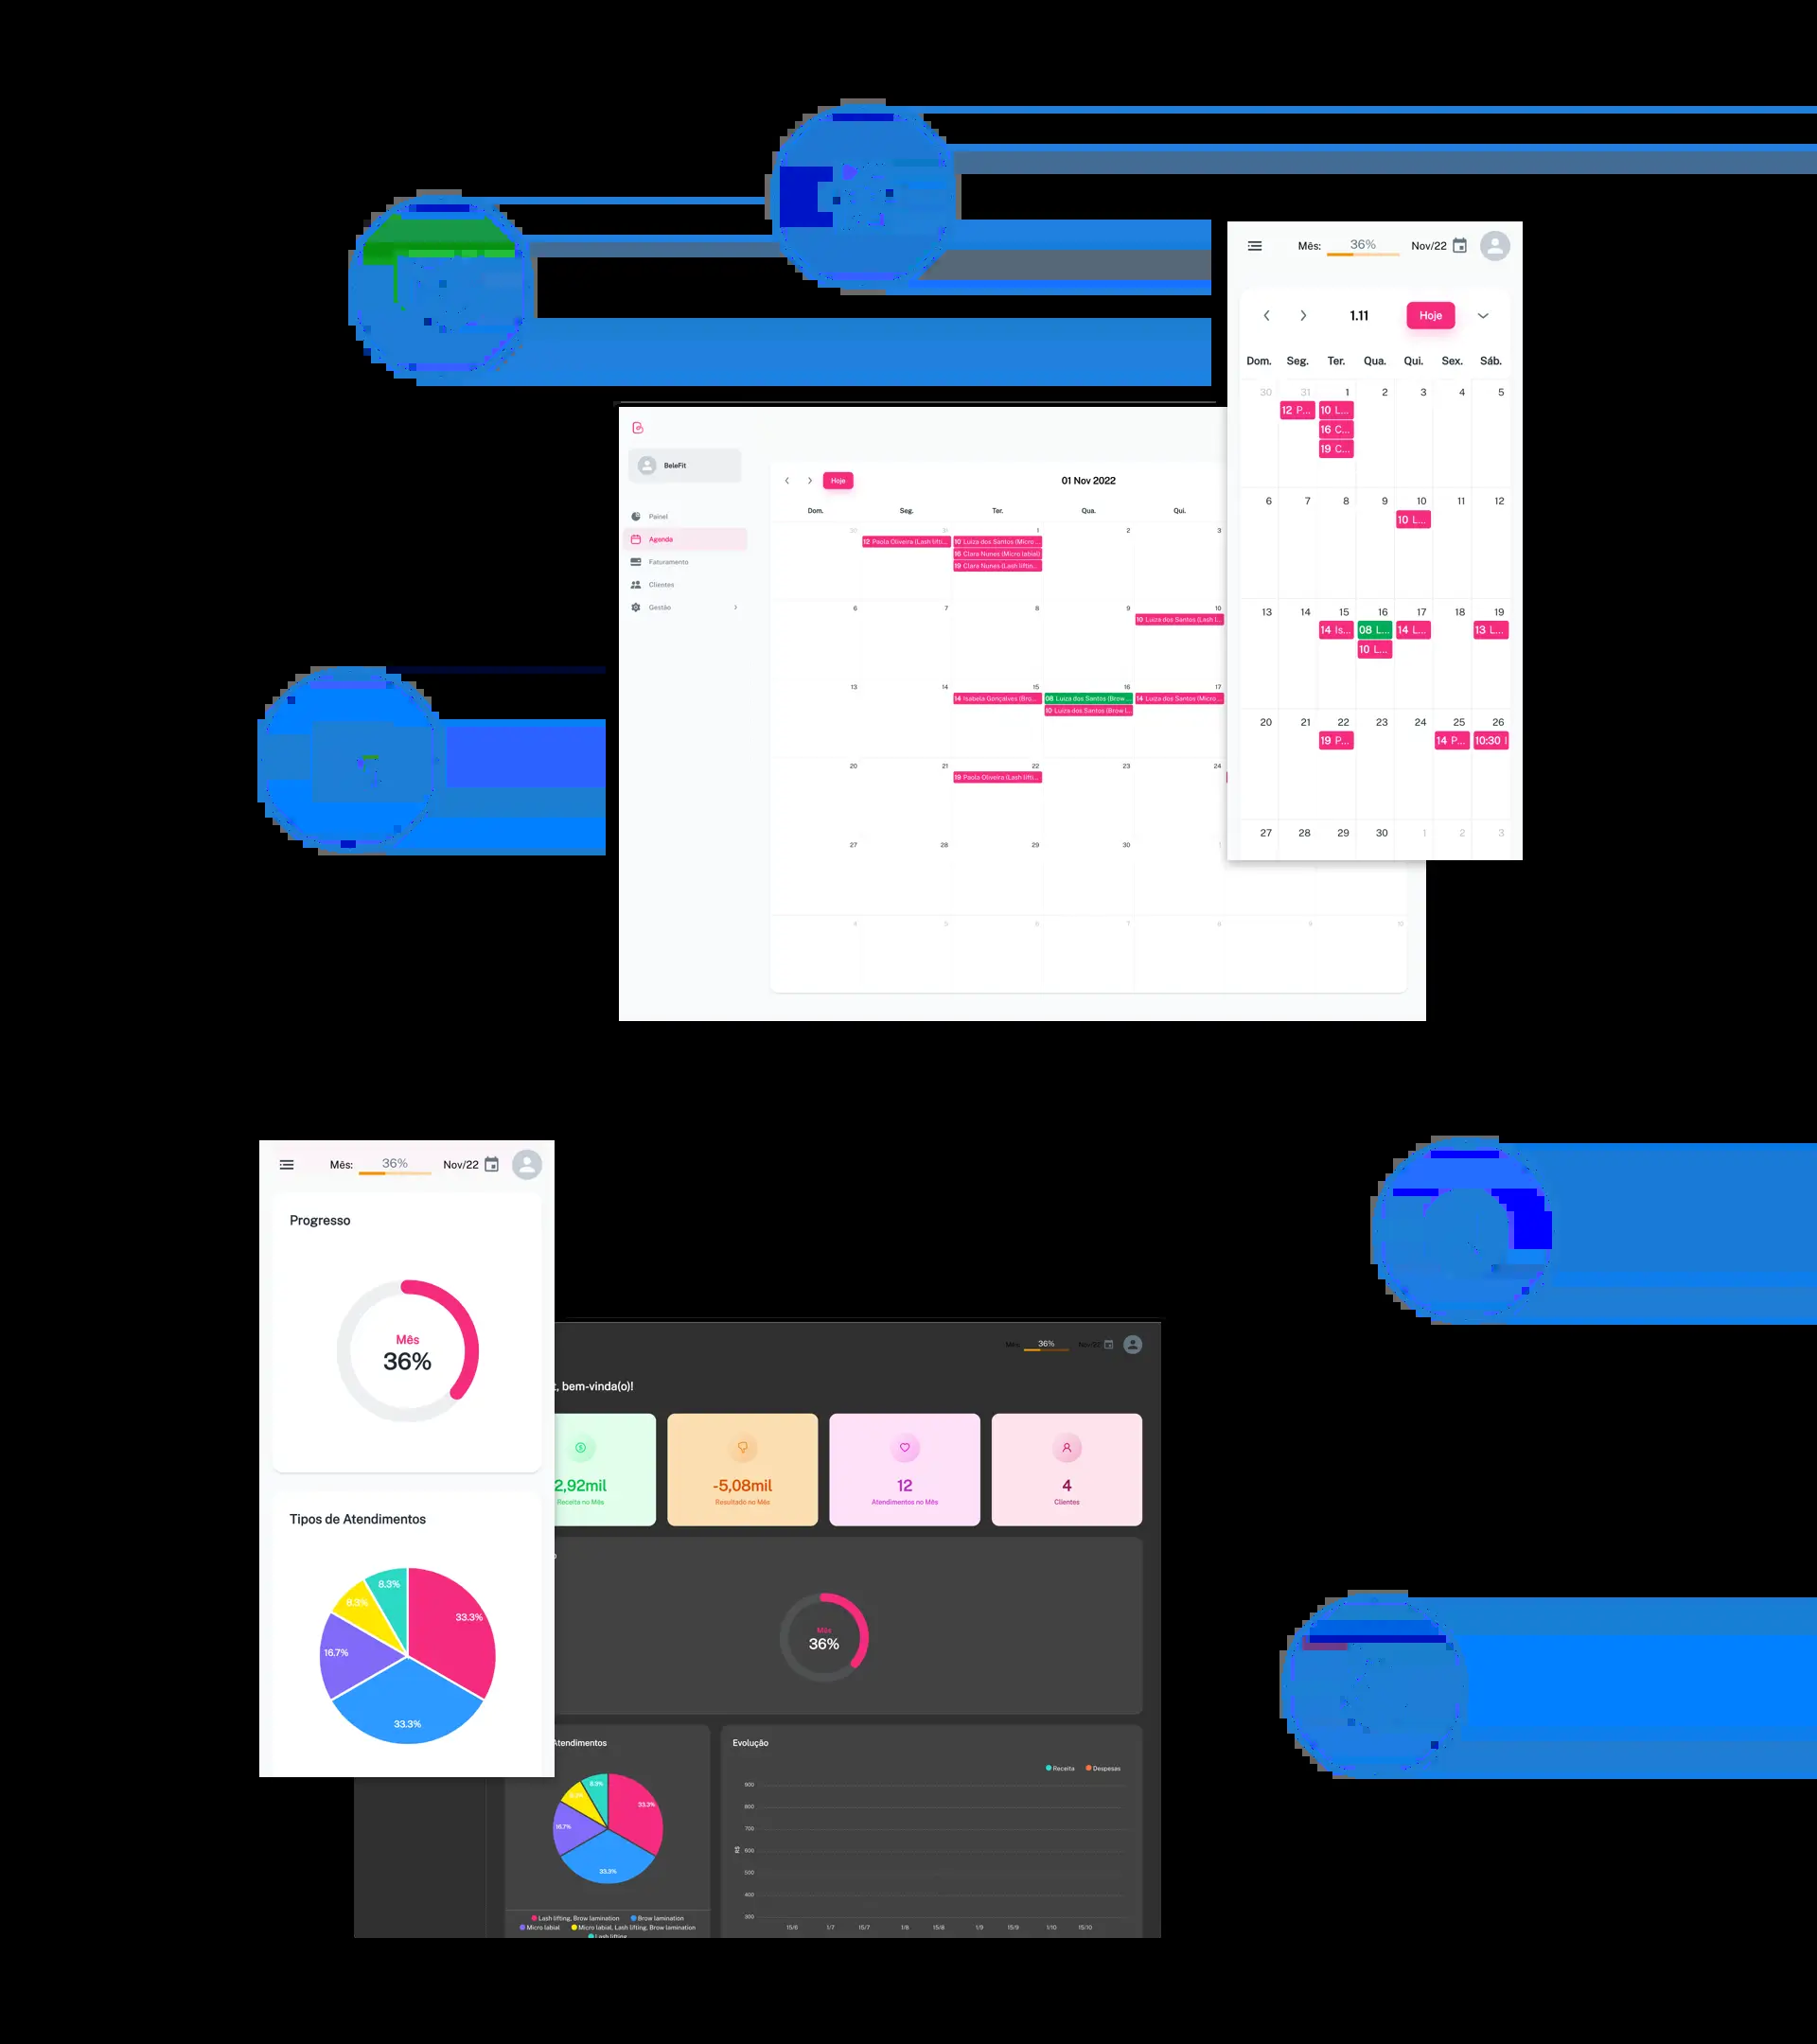 Mês: 36% Nov/22
1.11 Hoje
Dom. Seg. Ter. Qua. Qui. Sex. Sáb.
30 31 1 2 3 4 5
12 P... 10 L...
16 C...
19 C...
6 7 8 9 10 11 12
10 L...
13 14 15 16 17 18 19
14 Is... 08 L... 14 L... 13 L...
10 L...
20 21 22 23 24 25 26
19 P... 14 P... 10:30
27 28 29 30 1 2 3
BeleFit
Painel
Agenda
Faturamento
Clientes
Gestão
Hoje 01 Nov 2022
Dom. Seg. Ter. Qua. Qui.
30 31 1 2 3
12 Paola Oliveira (Lash lifti... 10 Luiza dos Santos (Micro ...
16 Clara Nunes (Micro labial)
19 Clara Nunes (Lash liftin...
6 7 8 9 10
10 Luiza dos Santos (Lash l...
13 14 15 16 17
14 Isabela Gonçalves (Bro... 08 Luiza dos Santos (Brow ... 14 Luiza dos Santos (Micro ...
10 Luiza dos Santos (Brow l...
20 21 22 23 24
19 Paola Oliveira (Lash lifti...
27 28 29 30 1
4 5 6 7 8 9 10
Mês: 36% Nov/22
Progresso
Mês
36%
Tipos de Atendimentos
8.3%
8.3%
33.3%
16.7%
33.3%
Mês: 36% Nov/22
, bem-vinda(o)!
2,92mil -5,08mil 12 4
Receita no Mês Resultado no Mês Atendimentos no Mês Clientes
Mês
36%
Atendimentos
8.3%
8.3%
33.3%
16.7%
33.3%
Lash lifting, Brow lamination Brow lamination
Micro labial Micro labial, Lash lifting, Brow lamination
Lash lifting
Evolução
Receita Despesas
900
800
700
R$ 600
500
400
300
15/6 1/7 15/7 1/8 15/8 1/9 15/9 1/10 15/10